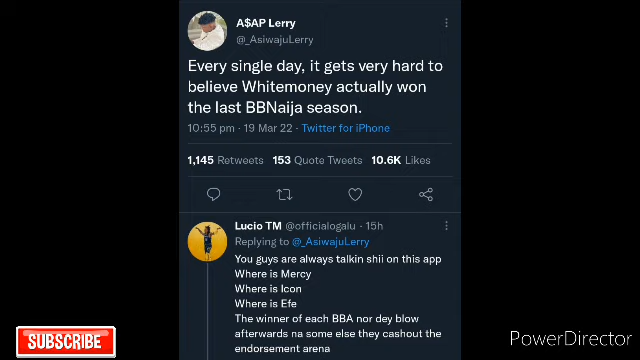 A$AP Lerry
@_AsiwajuLerry
Every single day, it gets very hard to
believe Whitemoney actually won
the last BBNaija season.
10:55 pm · 19 Mar 22 · Twitter for iPhone
1,145 Retweets 153 Quote Tweets 10.6K Likes
Lucio TM @officialogalu · 15h
Replying to @_AsiwajuLerry
You guys are always talkin shii on this app
Where is Mercy
Where is Icon
Where is Efe
The winner of each BBA nor dey blow
afterwards na some else they cashout the
endorsement arena
SUBSCRIBE
PowerDirector